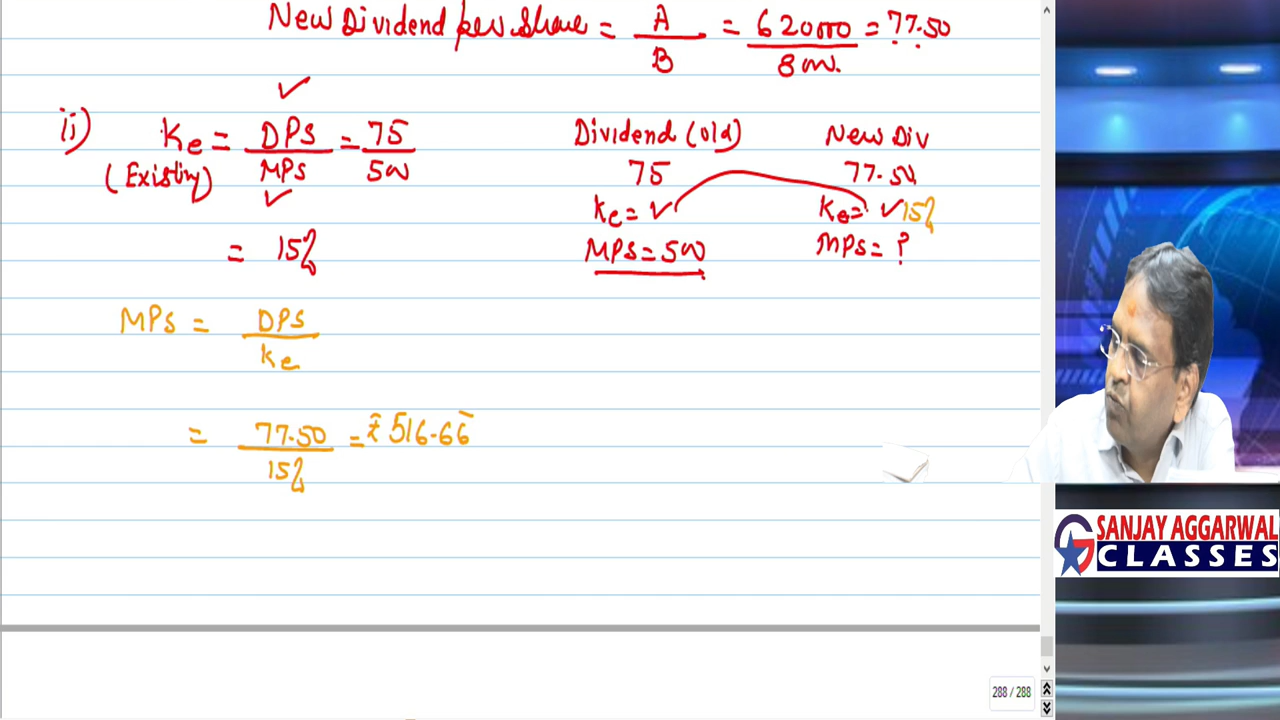 New Dividend per Share = A / B = 620000 / 8000 = 77.50
ii) Ke = DPS / MPS = 75 / 500
(Existing)
= 15%
Dividend (old) New Div
75 77.50
Ke = ✓ Ke = ✓ 15%
MPS = 500 MPS = ?
MPS = DPS / Ke
= 77.50 / 15% = ₹ 516.66
SANJAY AGGARWAL
CLASSES
288 / 288